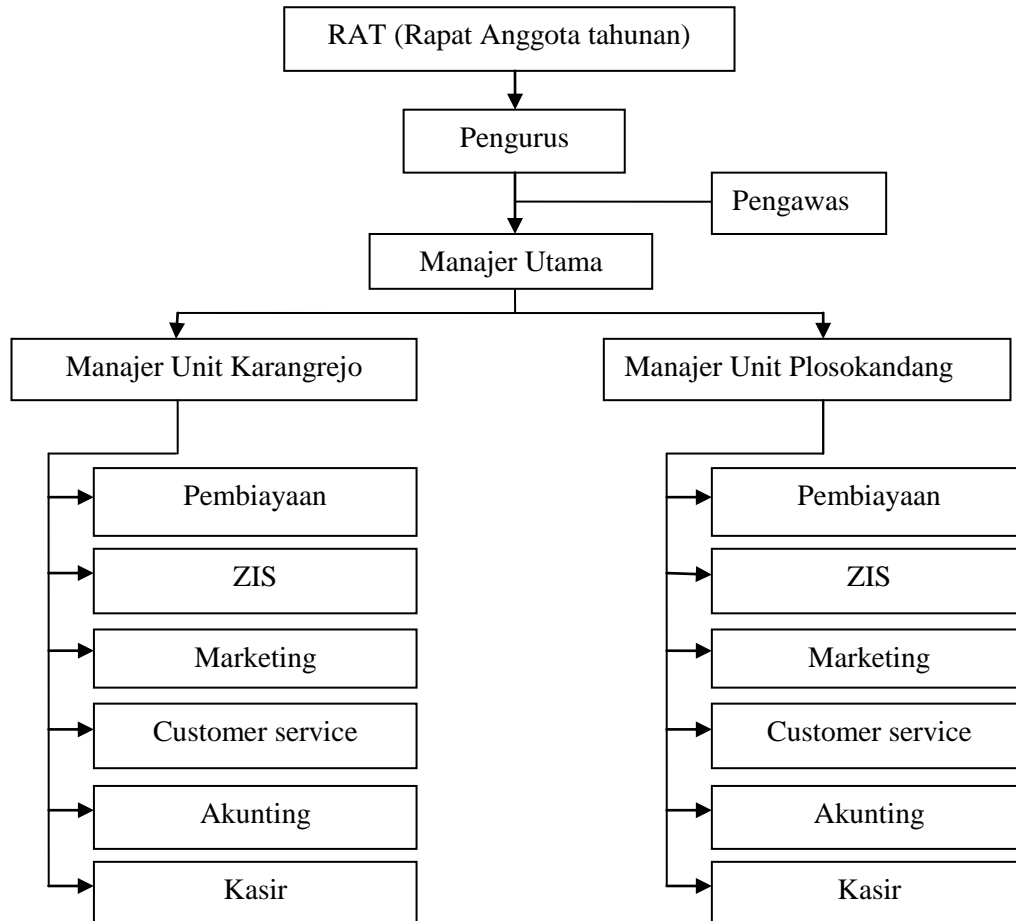 RAT (Rapat Anggota tahunan)
Pengurus
Pengawas
Manajer Utama
Manajer Unit Karangrejo
Manajer Unit Plosokandang
Pembiayaan
ZIS
Marketing
Customer service
Akunting
Kasir
Pembiayaan
ZIS
Marketing
Customer service
Akunting
Kasir